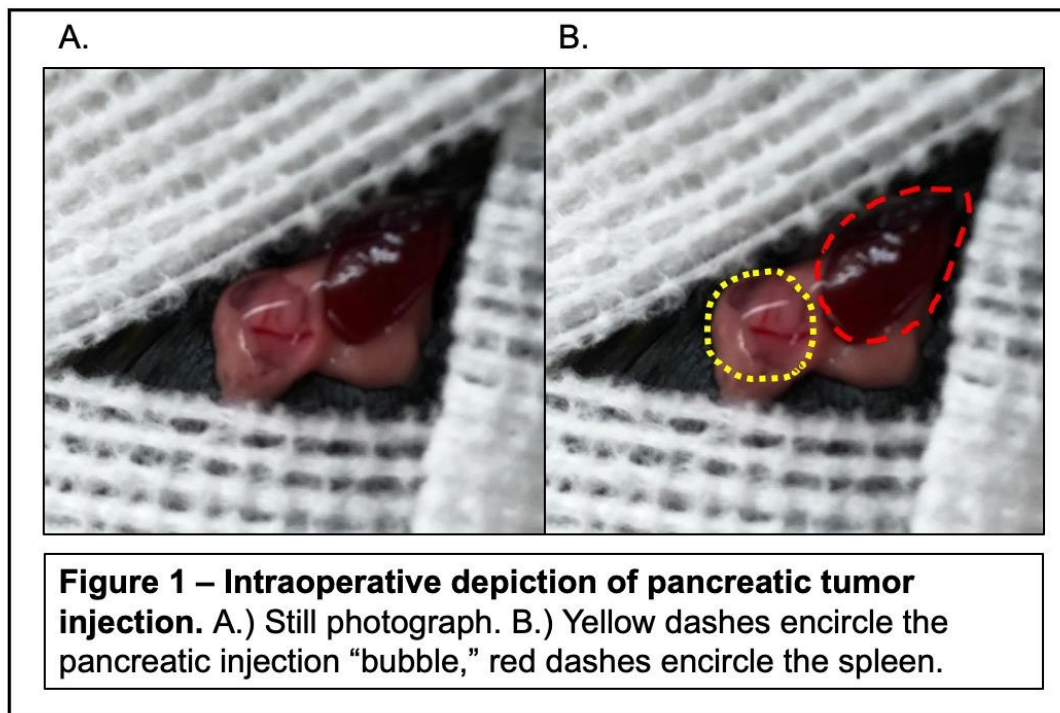 A.
B.
Figure 1 – Intraoperative depiction of pancreatic tumor
injection. A.) Still photograph. B.) Yellow dashes encircle the
pancreatic injection “bubble,” red dashes encircle the spleen.